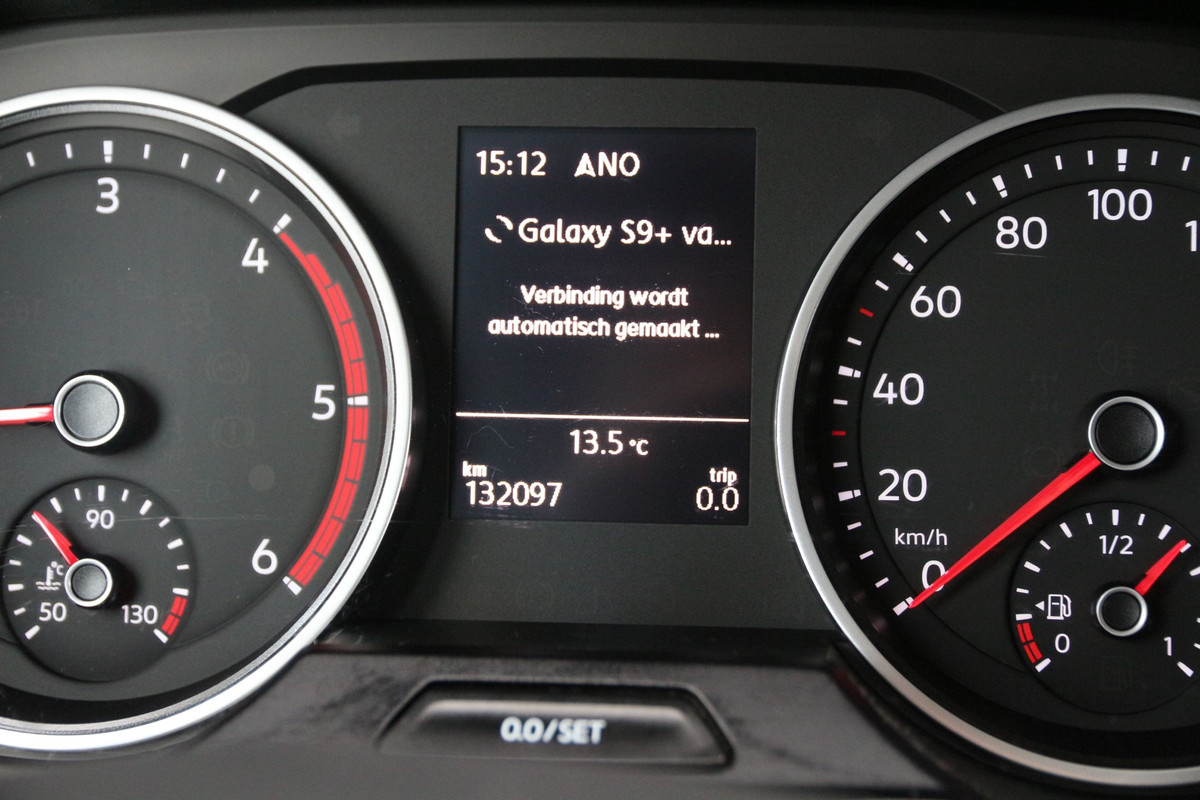 15:12 ANO
Galaxy S9+ va...
Verbinding wordt
automatisch gemaakt ...
13.5 °C
km
132097
trip
0.0
3
4
5
6
90
°C
50
130
100
80
60
40
20
km/h
0
1/2
0
1
0.0/SET